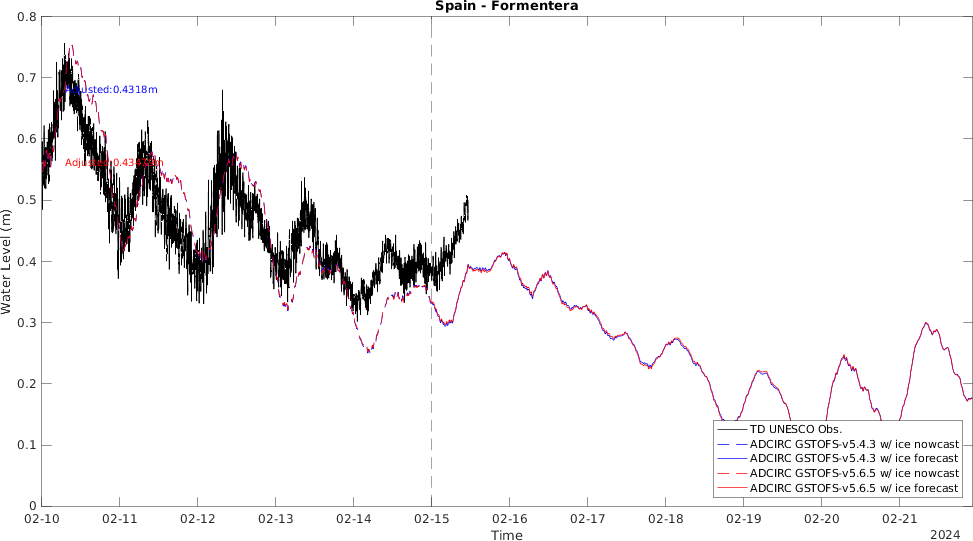 Spain - Formentera
0.8
0.7
0.6
0.5
0.4
0.3
0.2
0.1
0
Water Level (m)
Adjusted:0.4318m
TD UNESCO Obs.
ADCIRC GSTOFS-v5.4.3 w/ ice nowcast
ADCIRC GSTOFS-v5.4.3 w/ ice forecast
ADCIRC GSTOFS-v5.6.5 w/ ice nowcast
ADCIRC GSTOFS-v5.6.5 w/ ice forecast
02-10 02-11 02-12 02-13 02-14 02-15 02-16 02-17 02-18 02-19 02-20 02-21
Time
2024